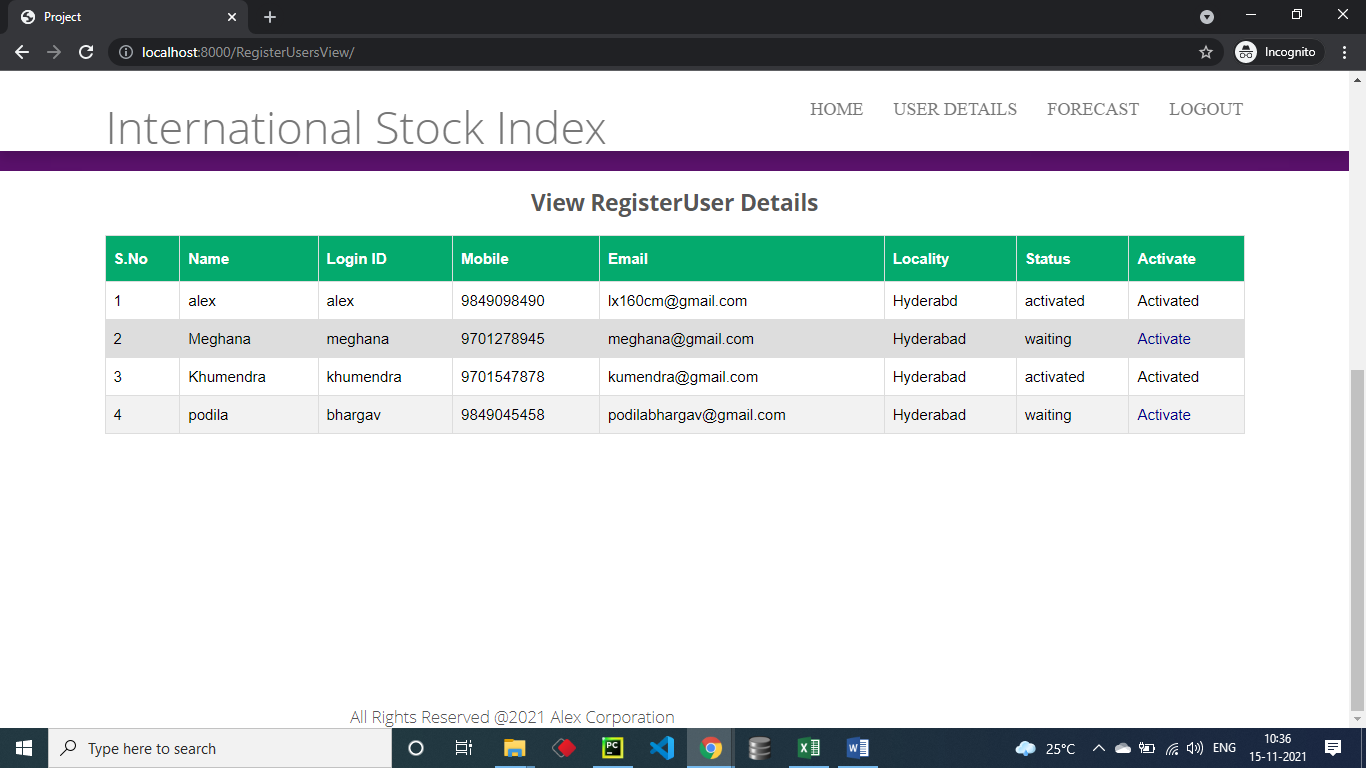 Project
localhost:8000/RegisterUsersView/
Incognito
International Stock Index
HOME USER DETAILS FORECAST LOGOUT
View RegisterUser Details
S.No Name Login ID Mobile Email Locality Status Activate
1 alex alex 9849098490 lx160cm@gmail.com Hyderabd activated Activated
2 Meghana meghana 9701278945 meghana@gmail.com Hyderabad waiting Activate
3 Khumendra khumendra 9701547878 kumendra@gmail.com Hyderabad activated Activated
4 podila bhargav 9849045458 podilabhargav@gmail.com Hyderabad waiting Activate
All Rights Reserved @2021 Alex Corporation
Type here to search
PC
25°C
ENG
10:36
15-11-2021